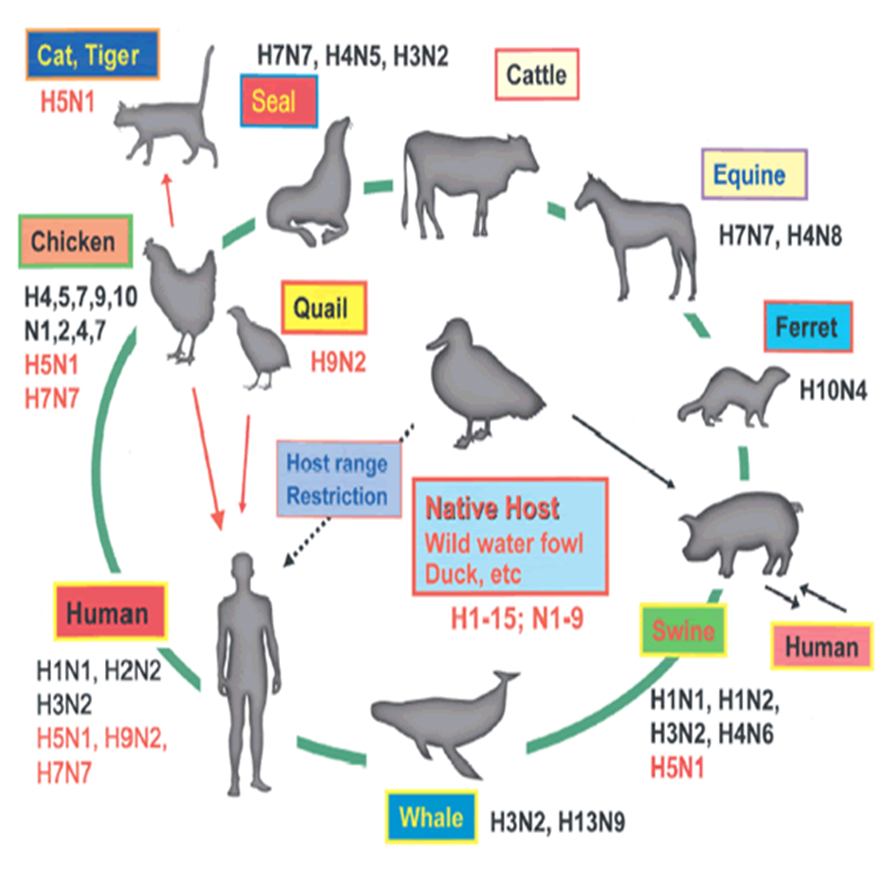 Cat, Tiger
H5N1
H7N7, H4N5, H3N2
Seal
Cattle
Equine
H7N7, H4N8
Chicken
H4,5,7,9,10
N1,2,4,7
H5N1
H7N7
Quail
H9N2
Ferret
H10N4
Host range
Restriction
Native Host
Wild water fowl
Duck, etc
H1-15; N1-9
Human
H1N1, H2N2
H3N2
H5N1, H9N2,
H7N7
Swine
Human
H1N1, H1N2,
H3N2, H4N6
H5N1
Whale
H3N2, H13N9